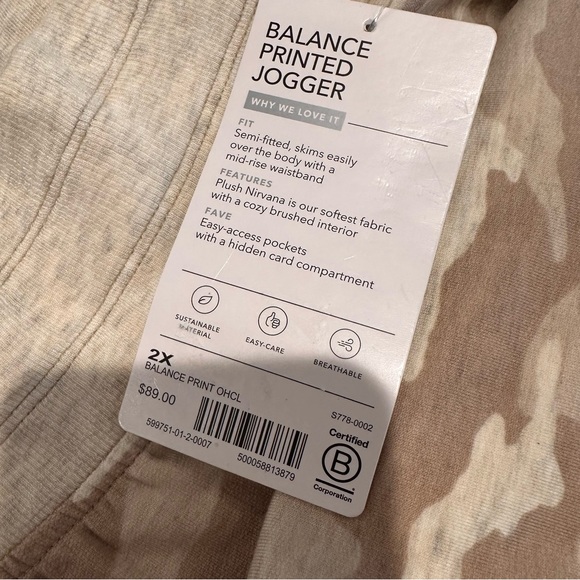 BALANCE
PRINTED
JOGGER
WHY WE LOVE IT
FIT
Semi-fitted, skims easily
over the body with a
mid-rise waistband
FEATURES
Plush Nirvana is our softest fabric
with a cozy brushed interior
FAVE
Easy-access pockets
with a hidden card compartment
SUSTAINABLE
MATERIAL
EASY-CARE
BREATHABLE
2X
BALANCE PRINT OHCL
$89.00
S778-0002
599751-01-2-0007
500058813879
Certified
B
Corporation